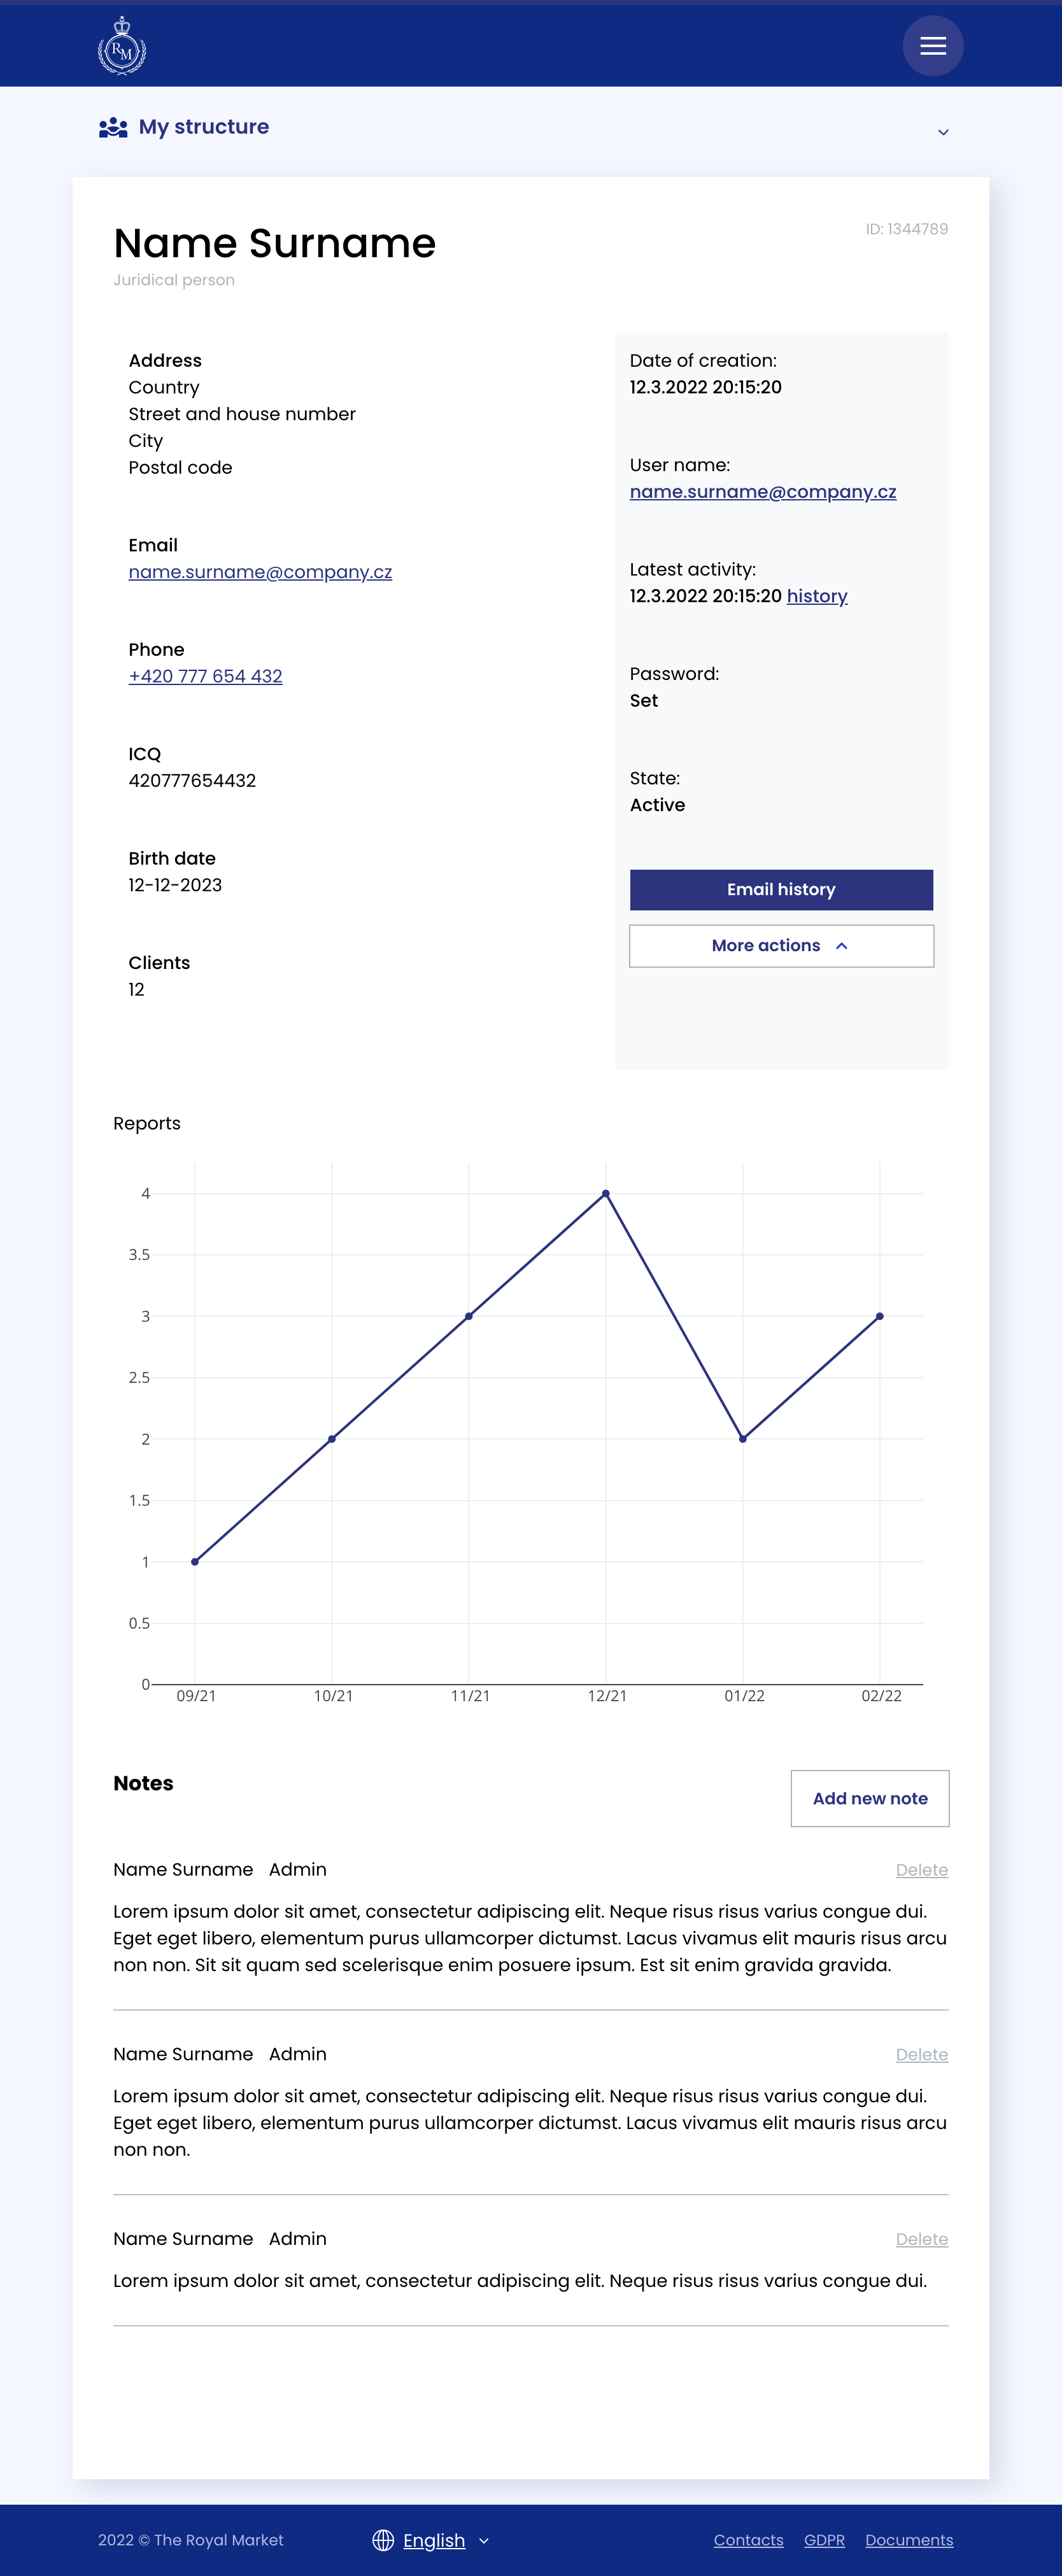 RM
My structure
Name Surname
ID: 1344789
Juridical person
Address
Country
Street and house number
City
Postal code
Email
name.surname@company.cz
Phone
+420 777 654 432
ICQ
420777654432
Birth date
12-12-2023
Clients
12
Date of creation:
12.3.2022 20:15:20
User name:
name.surname@company.cz
Latest activity:
12.3.2022 20:15:20 history
Password:
Set
State:
Active
Email history
More actions
Reports
4
3.5
3
2.5
2
1.5
1
0.5
0
09/21 10/21 11/21 12/21 01/22 02/22
Notes
Add new note
Name Surname Admin Delete
Lorem ipsum dolor sit amet, consectetur adipiscing elit. Neque risus risus varius congue dui.
Eget eget libero, elementum purus ullamcorper dictumst. Lacus vivamus elit mauris risus arcu
non non. Sit sit quam sed scelerisque enim posuere ipsum. Est sit enim gravida gravida.
Name Surname Admin Delete
Lorem ipsum dolor sit amet, consectetur adipiscing elit. Neque risus risus varius congue dui.
Eget eget libero, elementum purus ullamcorper dictumst. Lacus vivamus elit mauris risus arcu
non non.
Name Surname Admin Delete
Lorem ipsum dolor sit amet, consectetur adipiscing elit. Neque risus risus varius congue dui.
2022 © The Royal Market English Contacts GDPR Documents